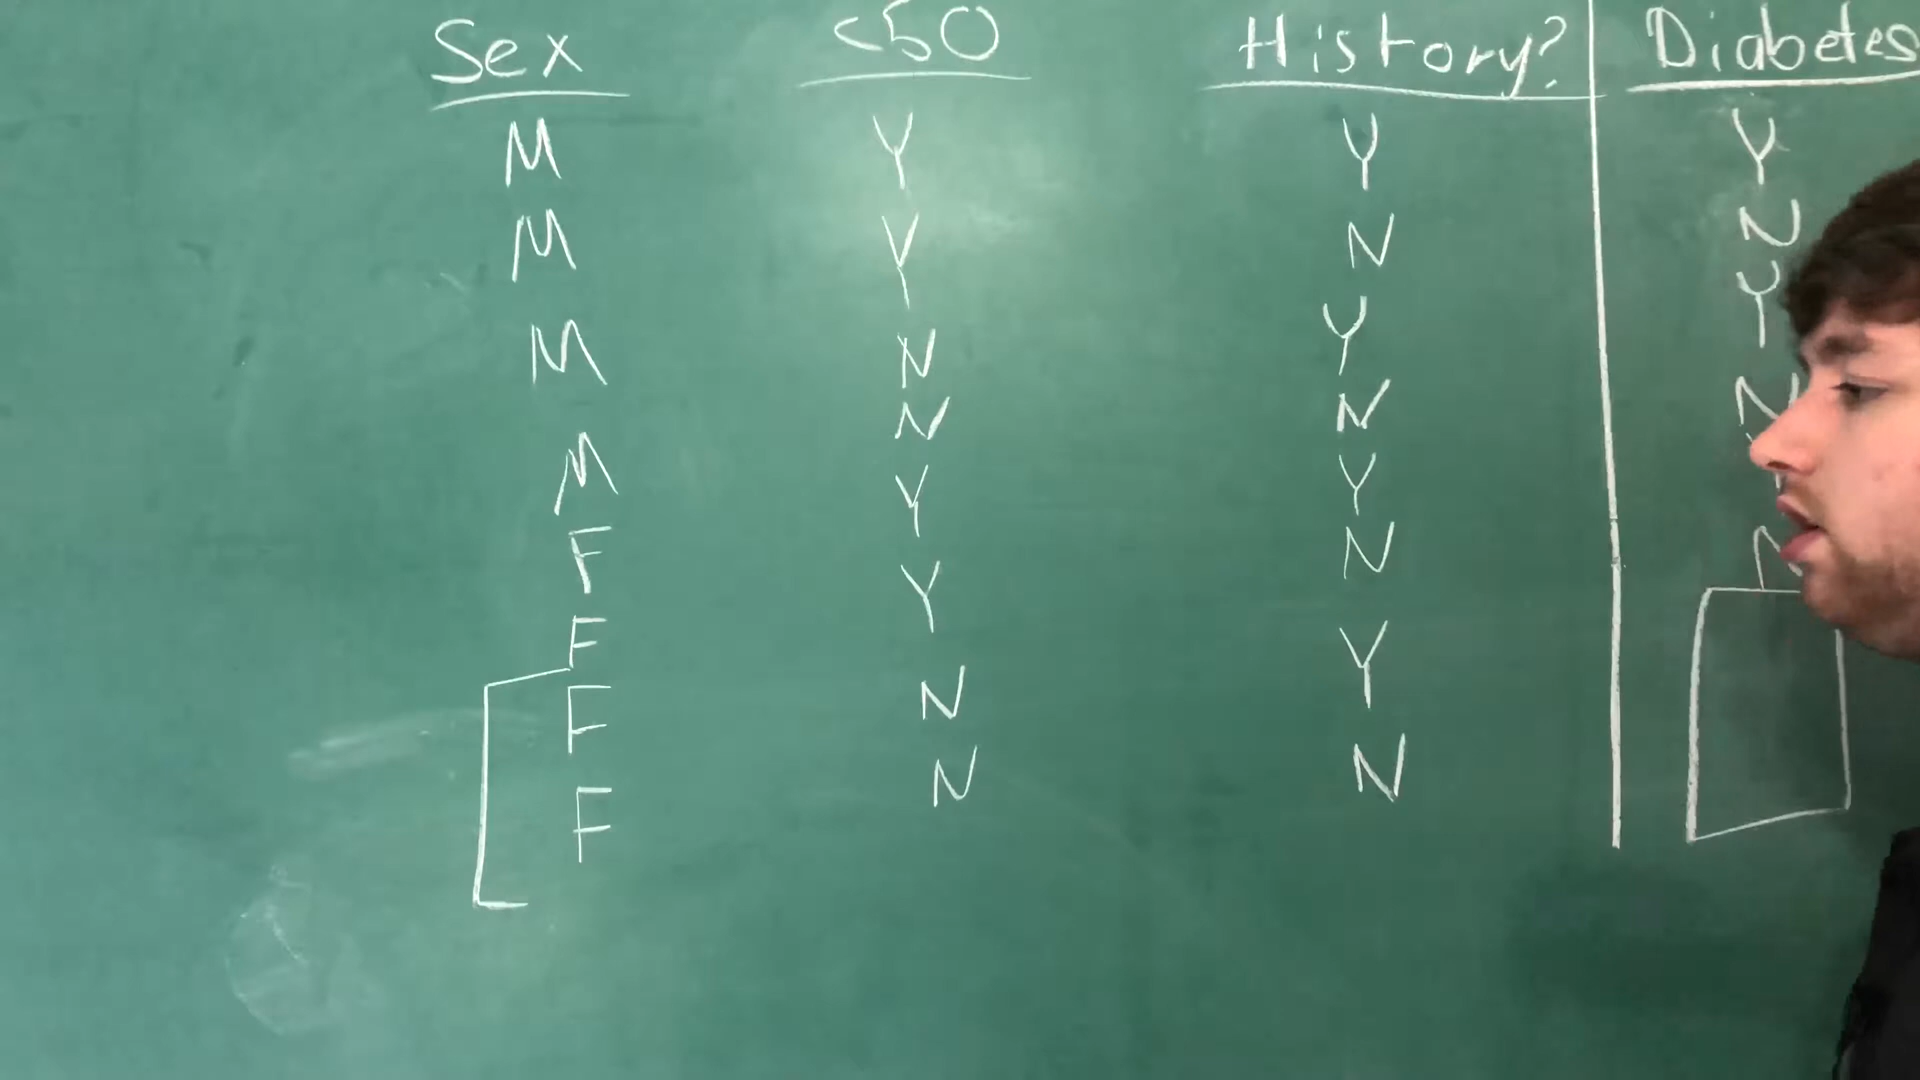 Sex <50 History? Diabetes
M Y Y Y
M Y N N
M N Y Y
M N N N
F Y Y
F Y N N
F N Y
F N N